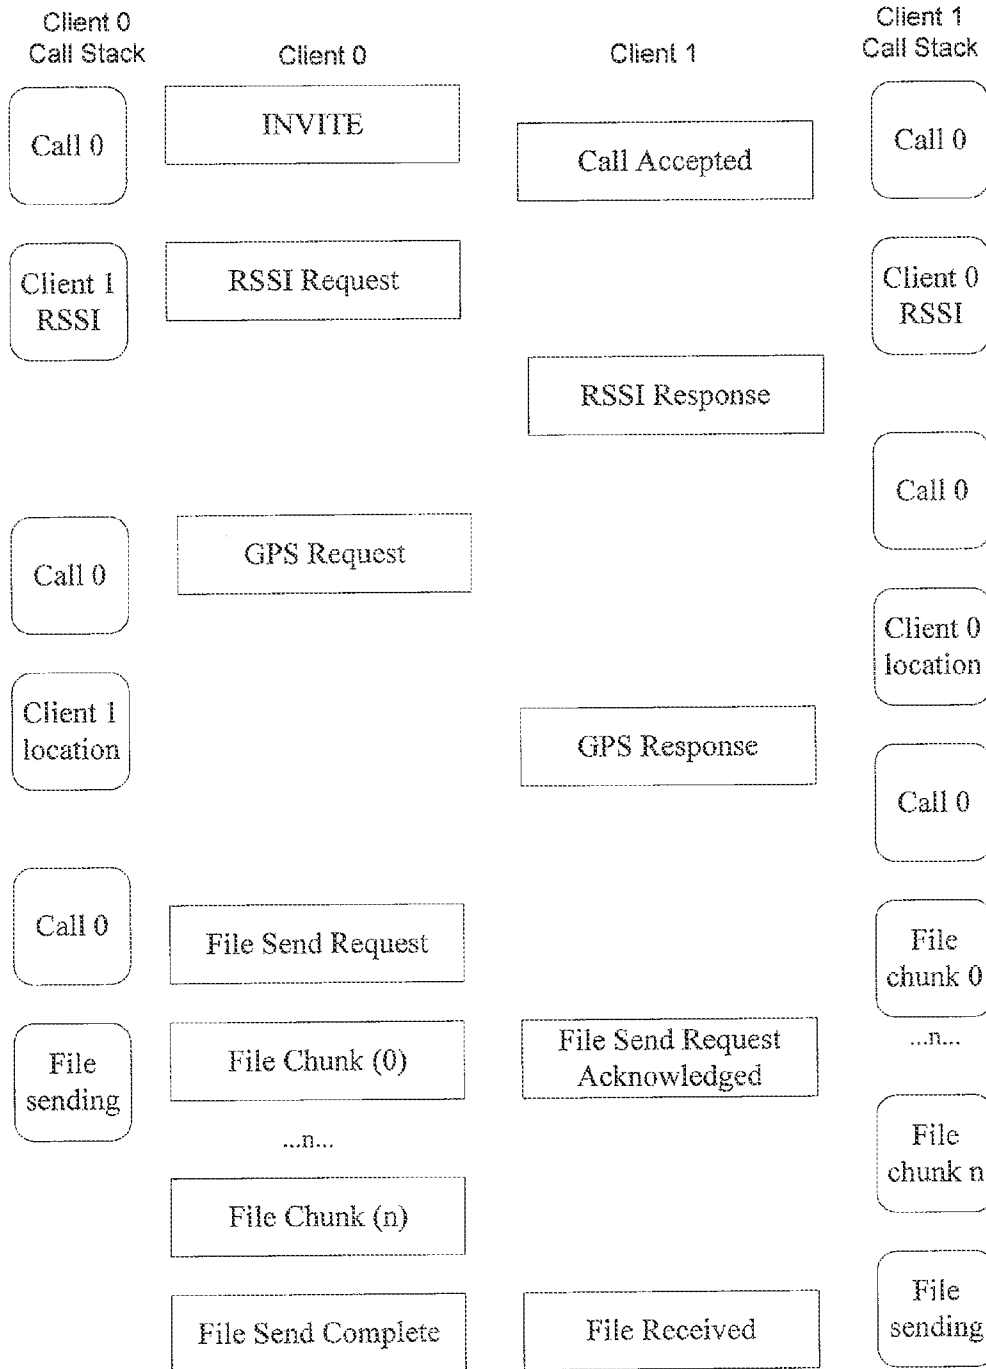 Client 0
Call Stack
Client 0
Client 1
Client 1
Call Stack
Call 0
INVITE
Call Accepted
Call 0
Client 1
RSSI
RSSI Request
Client 0
RSSI
RSSI Response
Call 0
Call 0
GPS Request
Client 0
location
Client 1
location
GPS Response
Call 0
Call 0
File Send Request
File
chunk 0
File
sending
File Chunk (0)
File Send Request
Acknowledged
...n...
...n...
File
chunk n
File Chunk (n)
File Send Complete
File Received
File
sending